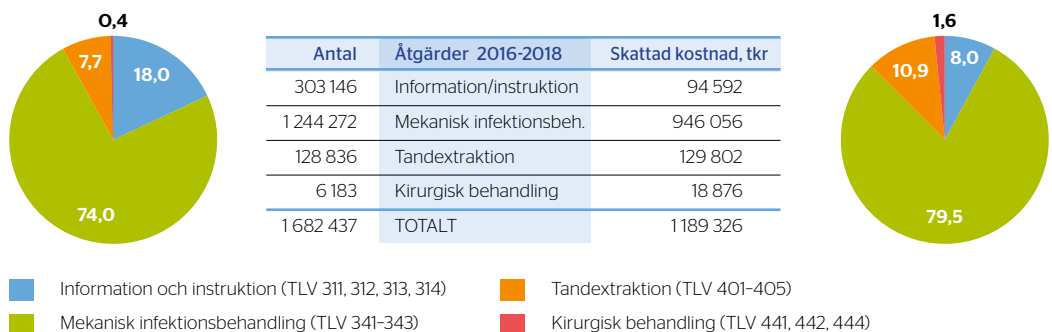 0,4
7,7
18,0
74,0
Antal Åtgärder 2016-2018 Skattad kostnad, tkr
303 146 Information/instruktion 94 592
1 244 272 Mekanisk infektionsbeh. 946 056
128 836 Tandextraktion 129 802
6 183 Kirurgisk behandling 18 876
1 682 437 TOTALT 1 189 326
1,6
10,9
8,0
79,5
Information och instruktion (TLV 311, 312, 313, 314)
Mekanisk infektionsbehandling (TLV 341-343)
Tandextraktion (TLV 401-405)
Kirurgisk behandling (TLV 441, 442, 444)